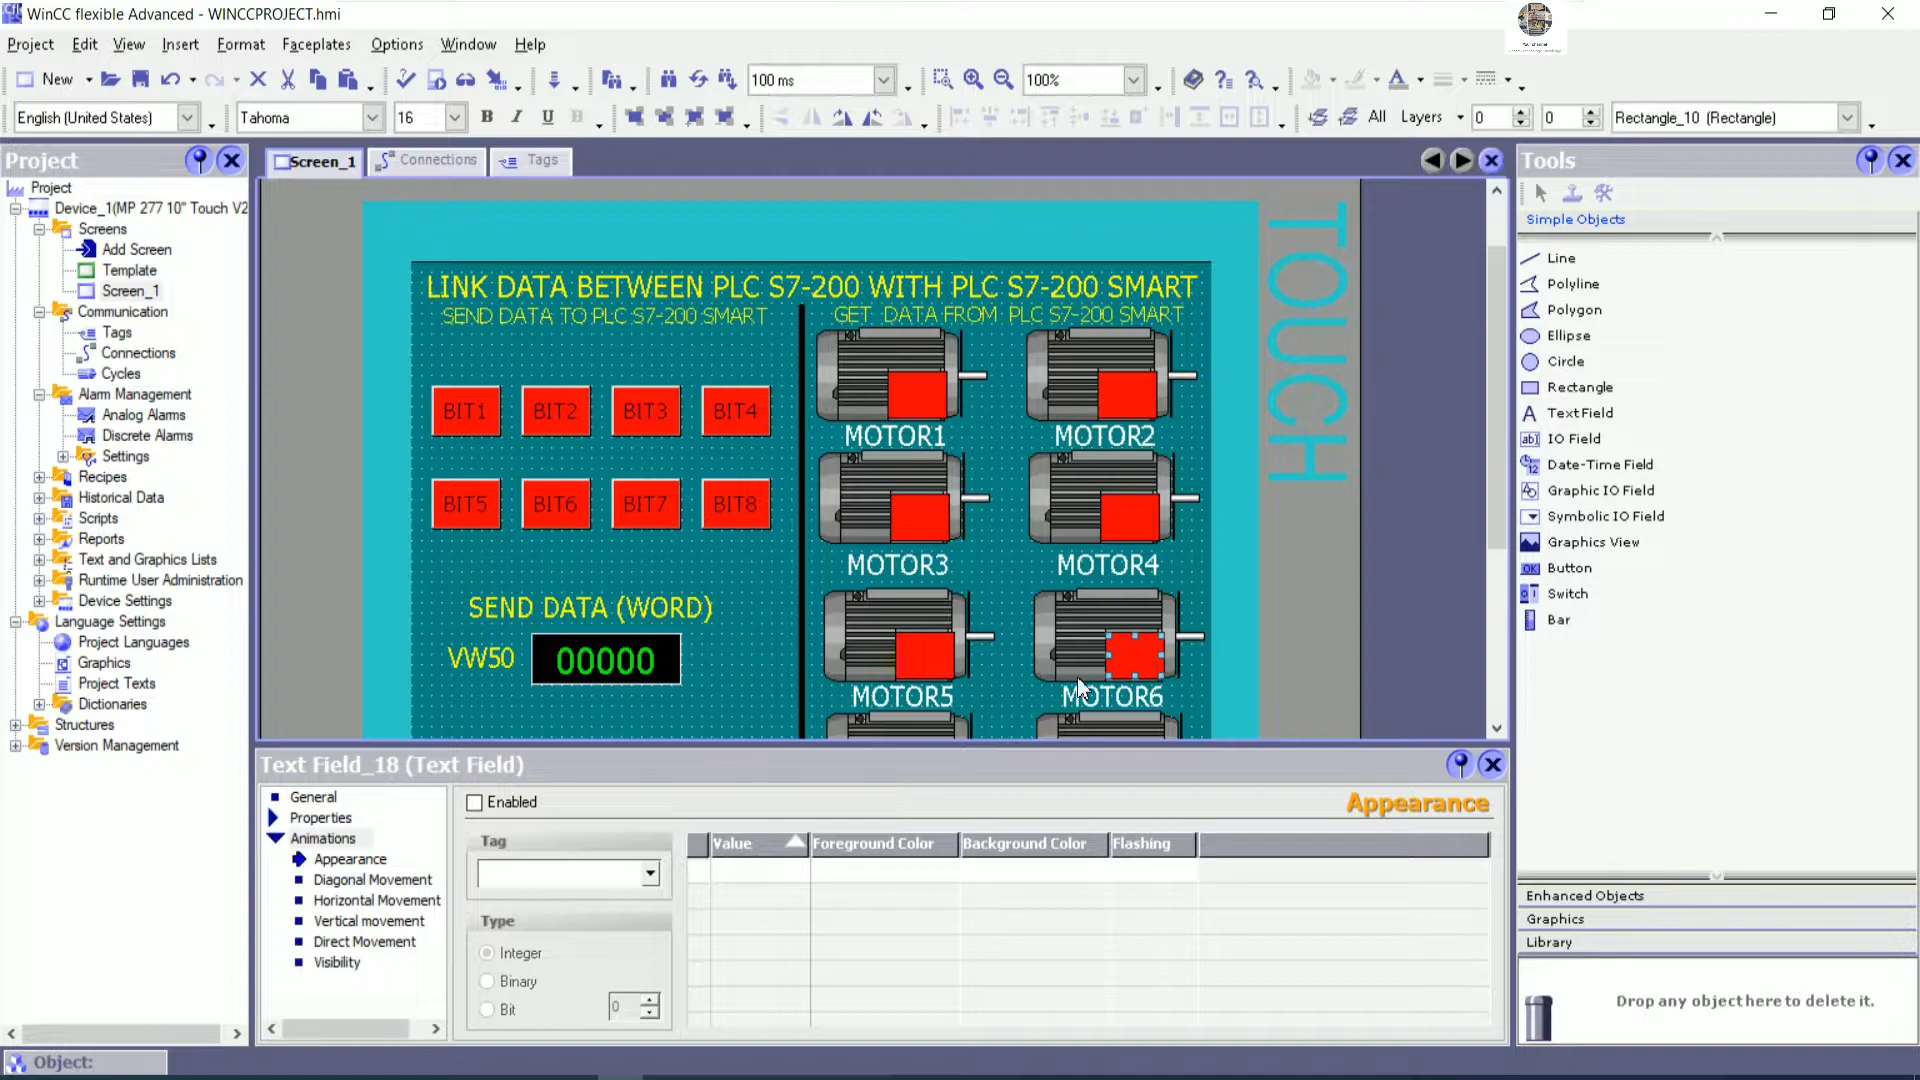 WinCC flexible Advanced - WINCCPROJECT.hmi
Project Edit View Insert Format Faceplates Options Window Help
New 100 ms 100%
English (United States) Tahoma 16 B I U B All Layers 0 0 Rectangle_10 (Rectangle)
Project
Project
Device_1(MP 277 10" Touch V2
Screens
Add Screen
Template
Screen_1
Communication
Tags
Connections
Cycles
Alarm Management
Analog Alarms
Discrete Alarms
Settings
Recipes
Historical Data
Scripts
Reports
Text and Graphics Lists
Runtime User Administration
Device Settings
Language Settings
Project Languages
Graphics
Project Texts
Dictionaries
Structures
Version Management
Screen_1 Connections Tags
LINK DATA BETWEEN PLC S7-200 WITH PLC S7-200 SMART
SEND DATA TO PLC S7-200 SMART
GET DATA FROM PLC S7-200 SMART
BIT1 BIT2 BIT3 BIT4
BIT5 BIT6 BIT7 BIT8
SEND DATA (WORD)
VW50 00000
MOTOR1 MOTOR2
MOTOR3 MOTOR4
MOTOR5 MOTOR6
TOUCH
Tools
Simple Objects
Line
Polyline
Polygon
Ellipse
Circle
Rectangle
A Text Field
IO Field
Date-Time Field
Graphic IO Field
Symbolic IO Field
Graphics View
OK Button
Switch
Bar
Enhanced Objects
Graphics
Library
Drop any object here to delete it.
Text Field_18 (Text Field)
General
Properties
Animations
Appearance
Diagonal Movement
Horizontal Movement
Vertical movement
Direct Movement
Visibility
Enabled
Appearance
Tag
Type
Integer
Binary
Bit 0
Value Foreground Color Background Color Flashing
Object: